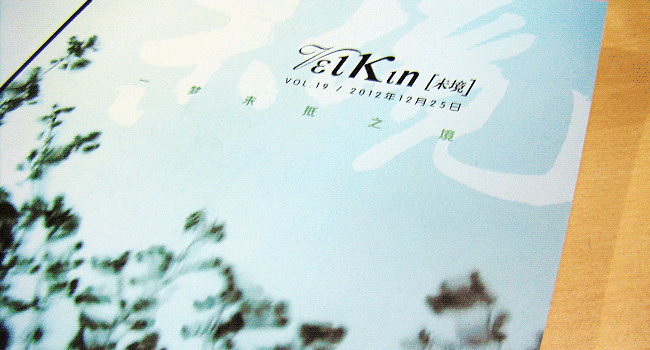 VelKin [未境]
VOL.19 / 2012年12月25日
一 梦 未 抵 之 境